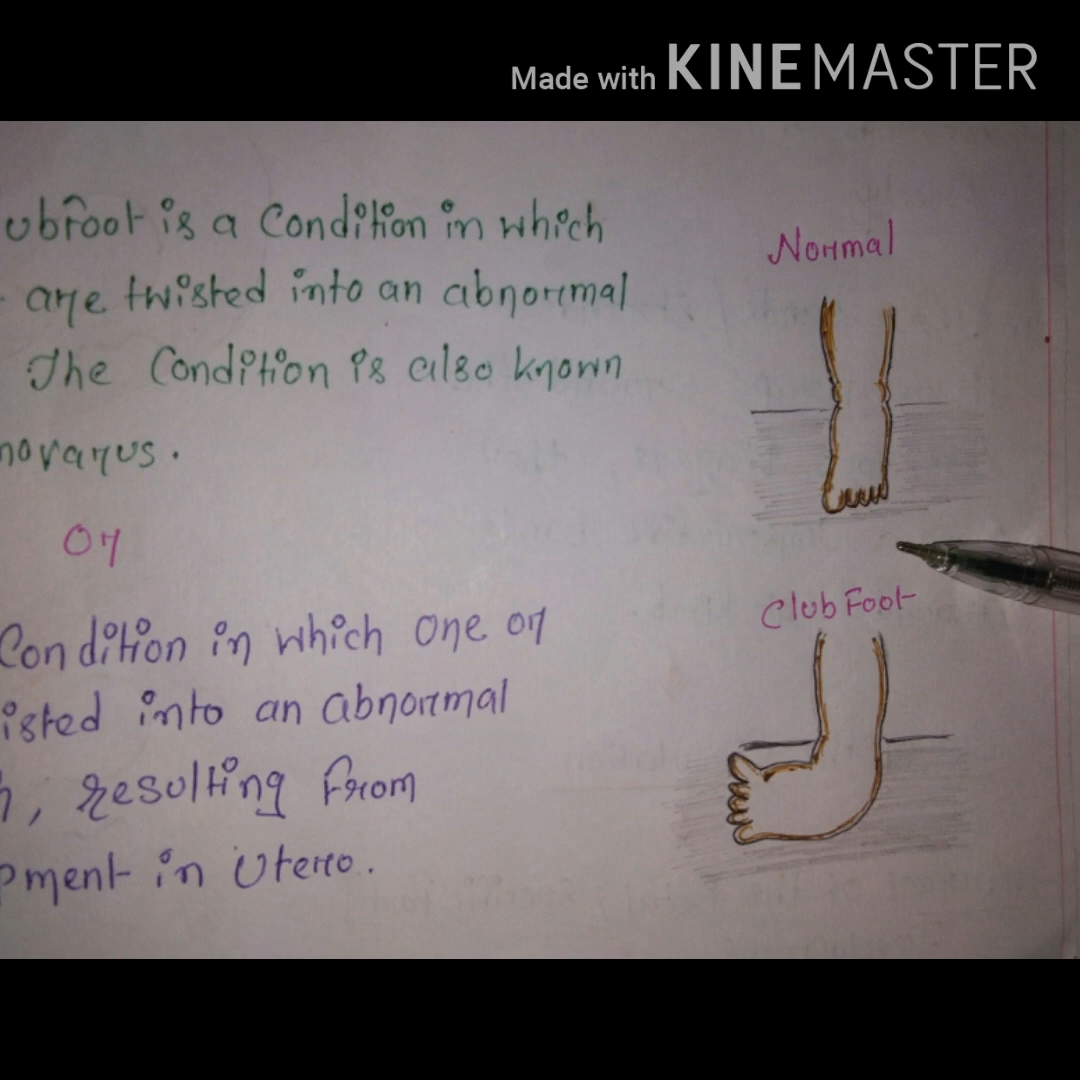 Made with KINEMASTER
ubfoot is a Condition in which
are twisted into an abnormal
The Condition is also known
novarus.
Or
Condition in which one or
isted into an abnormal
, resulting from
pment in Utero.
Normal
Club Foot